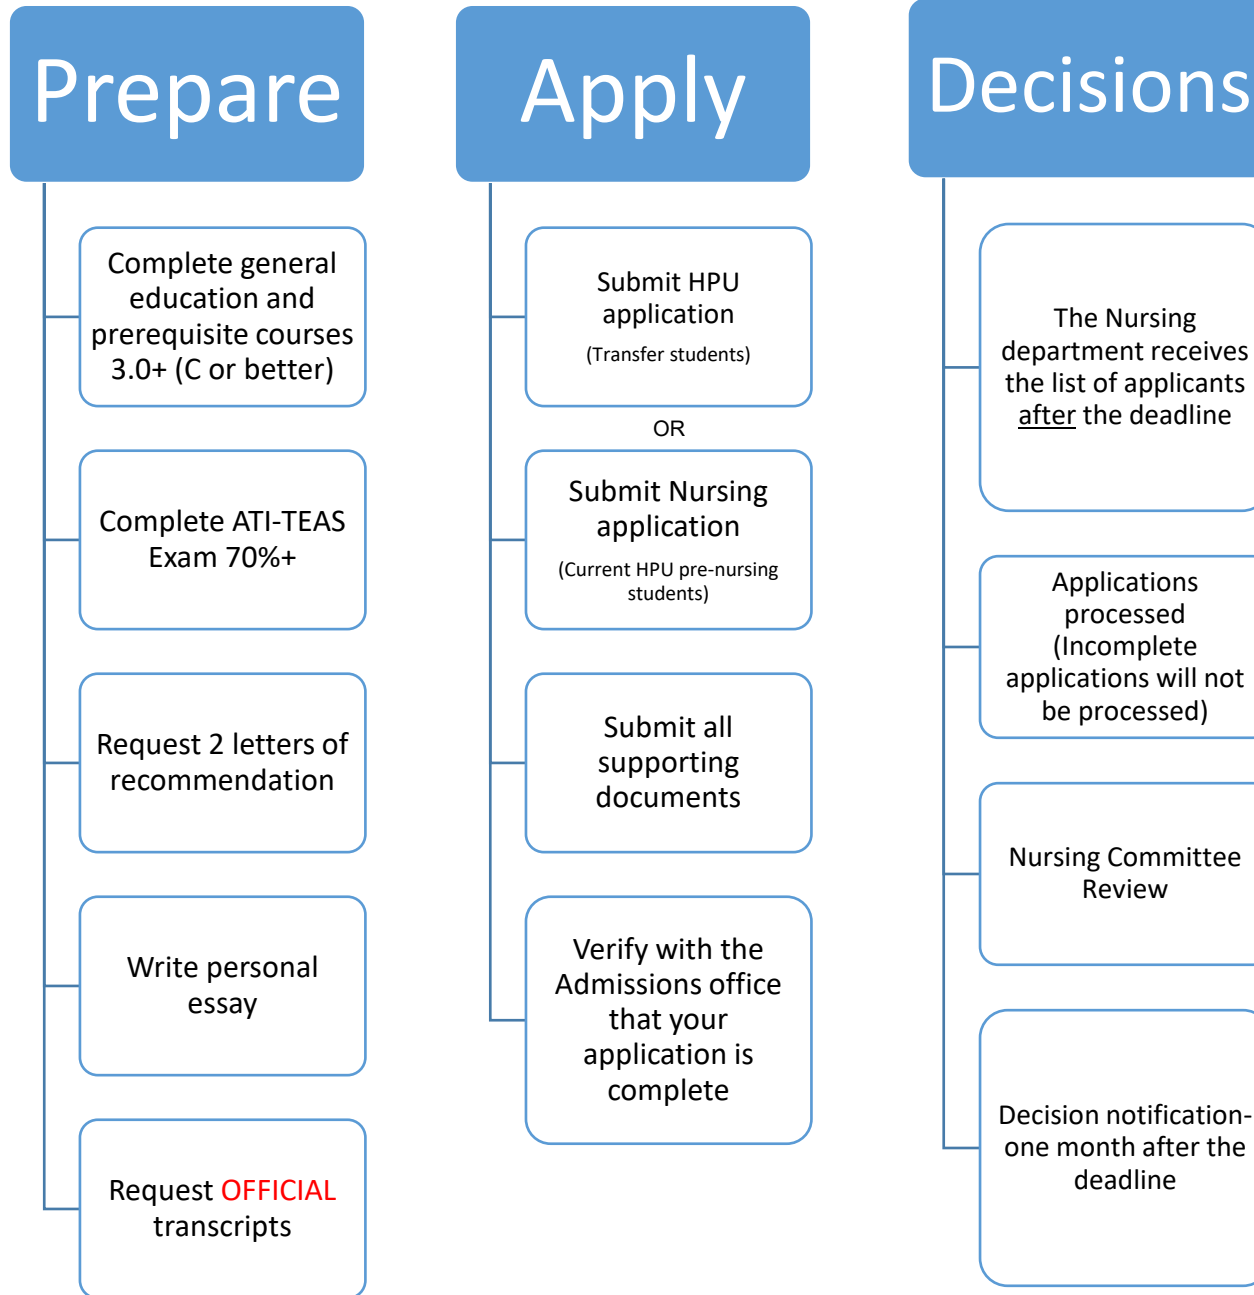 Prepare
Complete general
education and
prerequisite courses
3.0+ (C or better)
Complete ATI-TEAS
Exam 70%+
Request 2 letters of
recommendation
Write personal
essay
Request OFFICIAL
transcripts
Apply
Submit HPU
application
(Transfer students)
OR
Submit Nursing
application
(Current HPU pre-nursing
students)
Submit all
supporting
documents
Verify with the
Admissions office
that your
application is
complete
Decisions
The Nursing
department receives
the list of applicants
after the deadline
Applications
processed
(Incomplete
applications will not
be processed)
Nursing Committee
Review
Decision notification-
one month after the
deadline